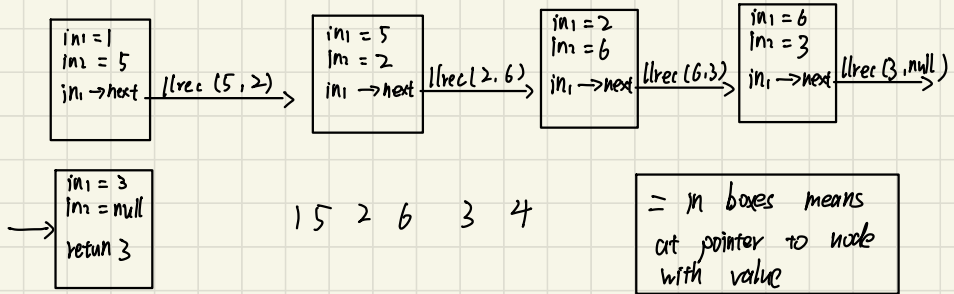 in1 = 1
in2 = 5
in1 → next
llrec (5, 2)
in1 = 5
in2 = 2
in1 → next
llrec(2, 6)
in1 = 2
in2 = 6
in1 → next
llrec (6,3)
in1 = 6
in2 = 3
in1 → next
llrec (3, null)
in1 = 3
in2 = null
retun 3
1 5 2 6 3 4
= in boxes means
at pointer to node
with value